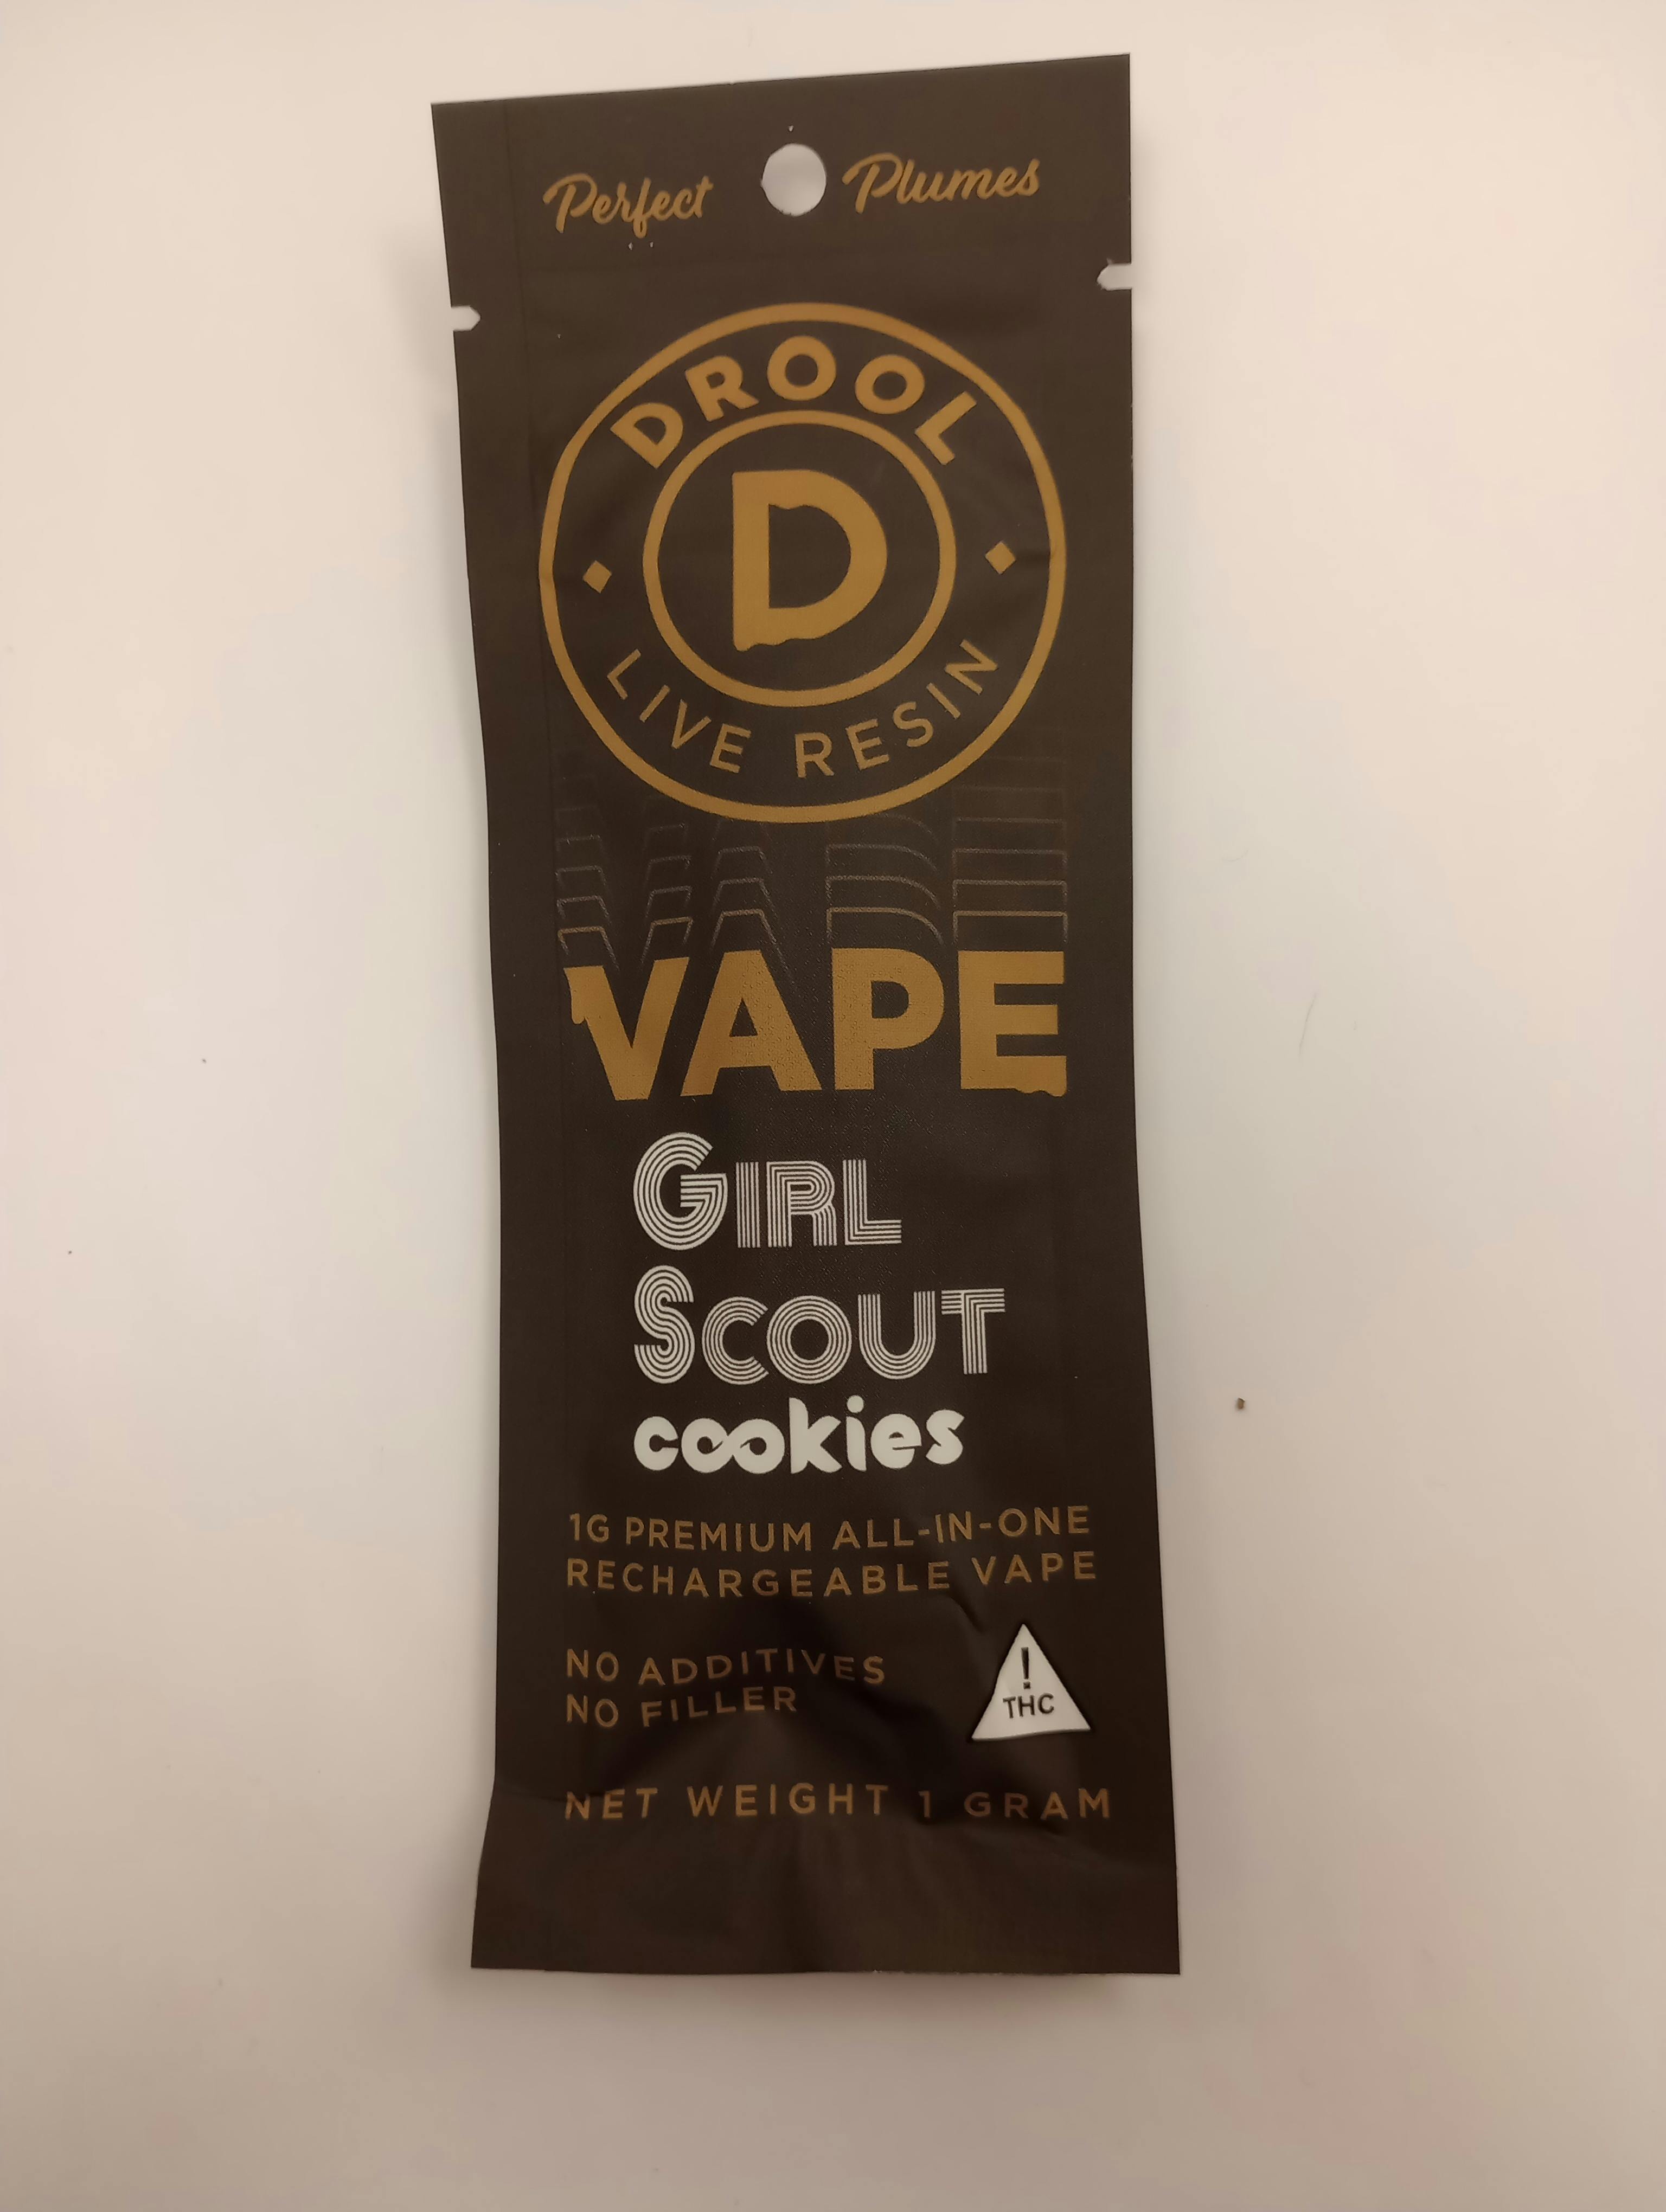 Perfect Plumes
DROOL
D
LIVE RESIN
VAPE
GIRL
SCOUT
cookies
1G PREMIUM ALL-IN-ONE
RECHARGEABLE VAPE
NO ADDITIVES
NO FILLER
!
THC
NET WEIGHT 1 GRAM